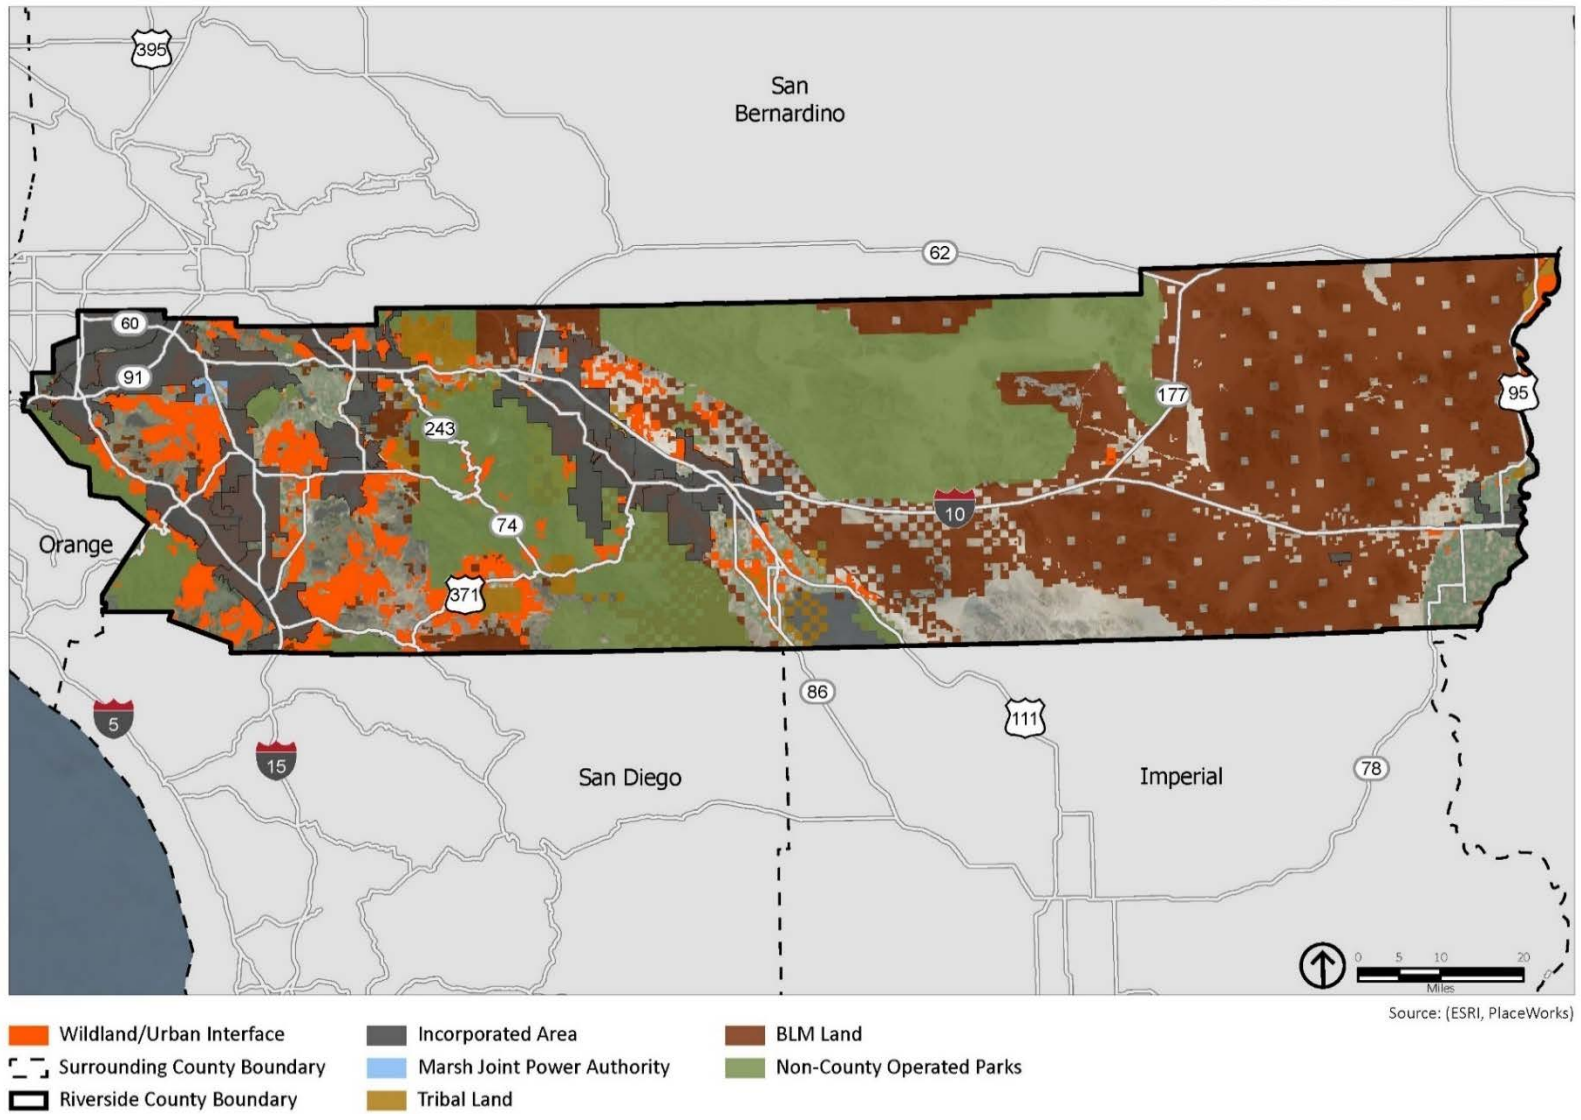 395
San
Bernardino
62
60
91
177
95
243
10
74
Orange
371
86
5
111
15
San Diego
Imperial
78
0 5 10 20
Miles
Source: (ESRI, PlaceWorks)
Wildland/Urban Interface
Incorporated Area
BLM Land
Surrounding County Boundary
Marsh Joint Power Authority
Non-County Operated Parks
Riverside County Boundary
Tribal Land